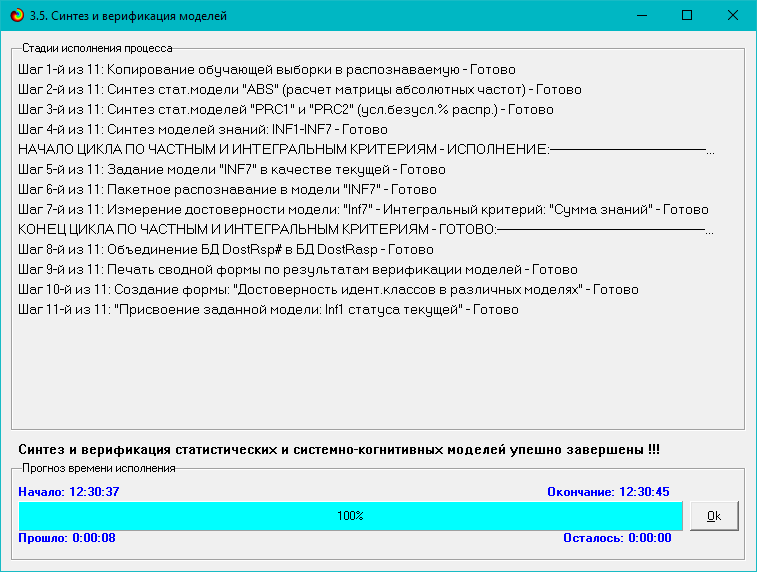 3.5. Синтез и верификация моделей
Стадии исполнения процесса
Шаг 1-й из 11: Копирование обучающей выборки в распознаваемую - Готово
Шаг 2-й из 11: Синтез стат.модели "ABS" (расчет матрицы абсолютных частот) - Готово
Шаг 3-й из 11: Синтез стат.моделей "PRC1" и "PRC2" (усл.безусл.% распр.) - Готово
Шаг 4-й из 11: Синтез моделей знаний: INF1-INF7 - Готово
НАЧАЛО ЦИКЛА ПО ЧАСТНЫМ И ИНТЕГРАЛЬНЫМ КРИТЕРИЯМ - ИСПОЛНЕНИЕ:——————————...
Шаг 5-й из 11: Задание модели "INF7" в качестве текущей - Готово
Шаг 6-й из 11: Пакетное распознавание в модели "INF7" - Готово
Шаг 7-й из 11: Измерение достоверности модели: "Inf7" - Интегральный критерий: "Сумма знаний" - Готово
КОНЕЦ ЦИКЛА ПО ЧАСТНЫМ И ИНТЕГРАЛЬНЫМ КРИТЕРИЯМ - ГОТОВО:——————————————...
Шаг 8-й из 11: Объединение БД DostRsp# в БД DostRasp - Готово
Шаг 9-й из 11: Печать сводной формы по результатам верификации моделей - Готово
Шаг 10-й из 11: Создание формы: "Достоверность идент.классов в различных моделях" - Готово
Шаг 11-й из 11: "Присвоение заданной модели: Inf1 статуса текущей" - Готово
Синтез и верификация статистических и системно-когнитивных моделей упешно завершены !!!
Прогноз времени исполнения
Начало: 12:30:37 Окончание: 12:30:45
100% Ok
Прошло: 0:00:08 Осталось: 0:00:00